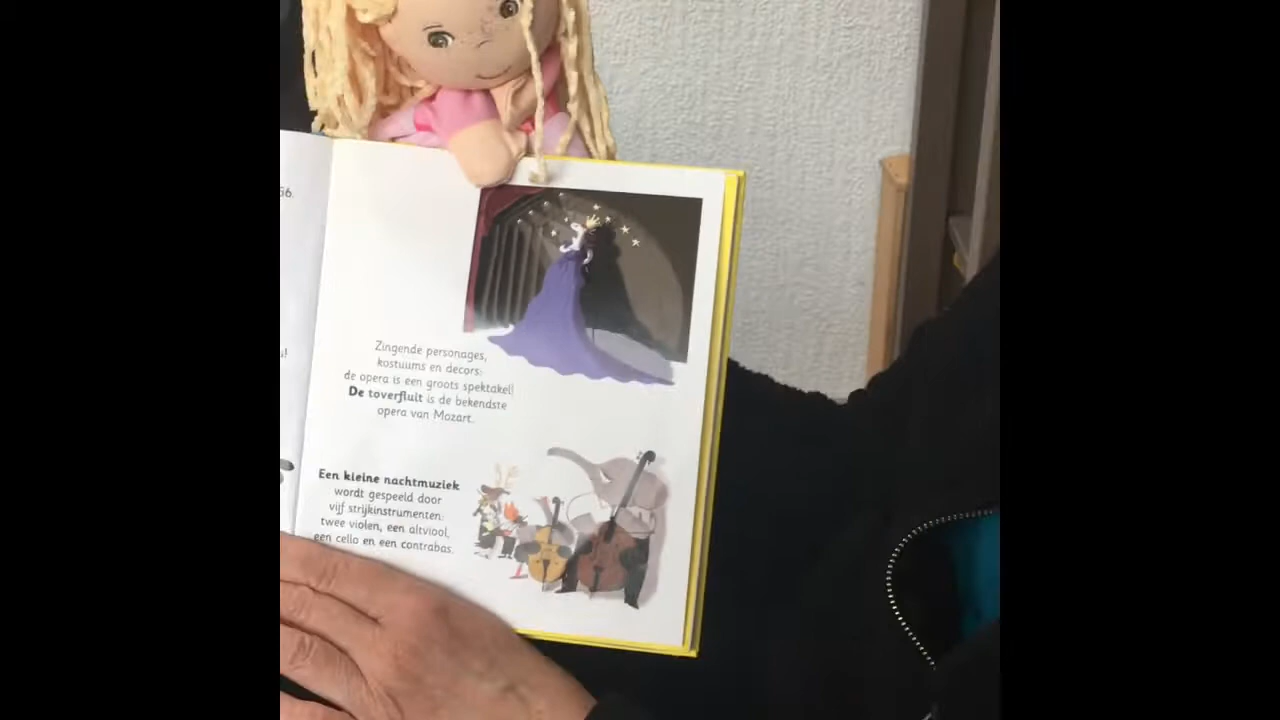 56.
u!
Zingende personages,
kostuums en decors:
de opera is een groots spektakel!
De toverfluit is de bekendste
opera van Mozart.
Een kleine nachtmuziek
wordt gespeeld door
vijf strijkinstrumenten:
twee violen, een altviool,
een cello en een contrabas.